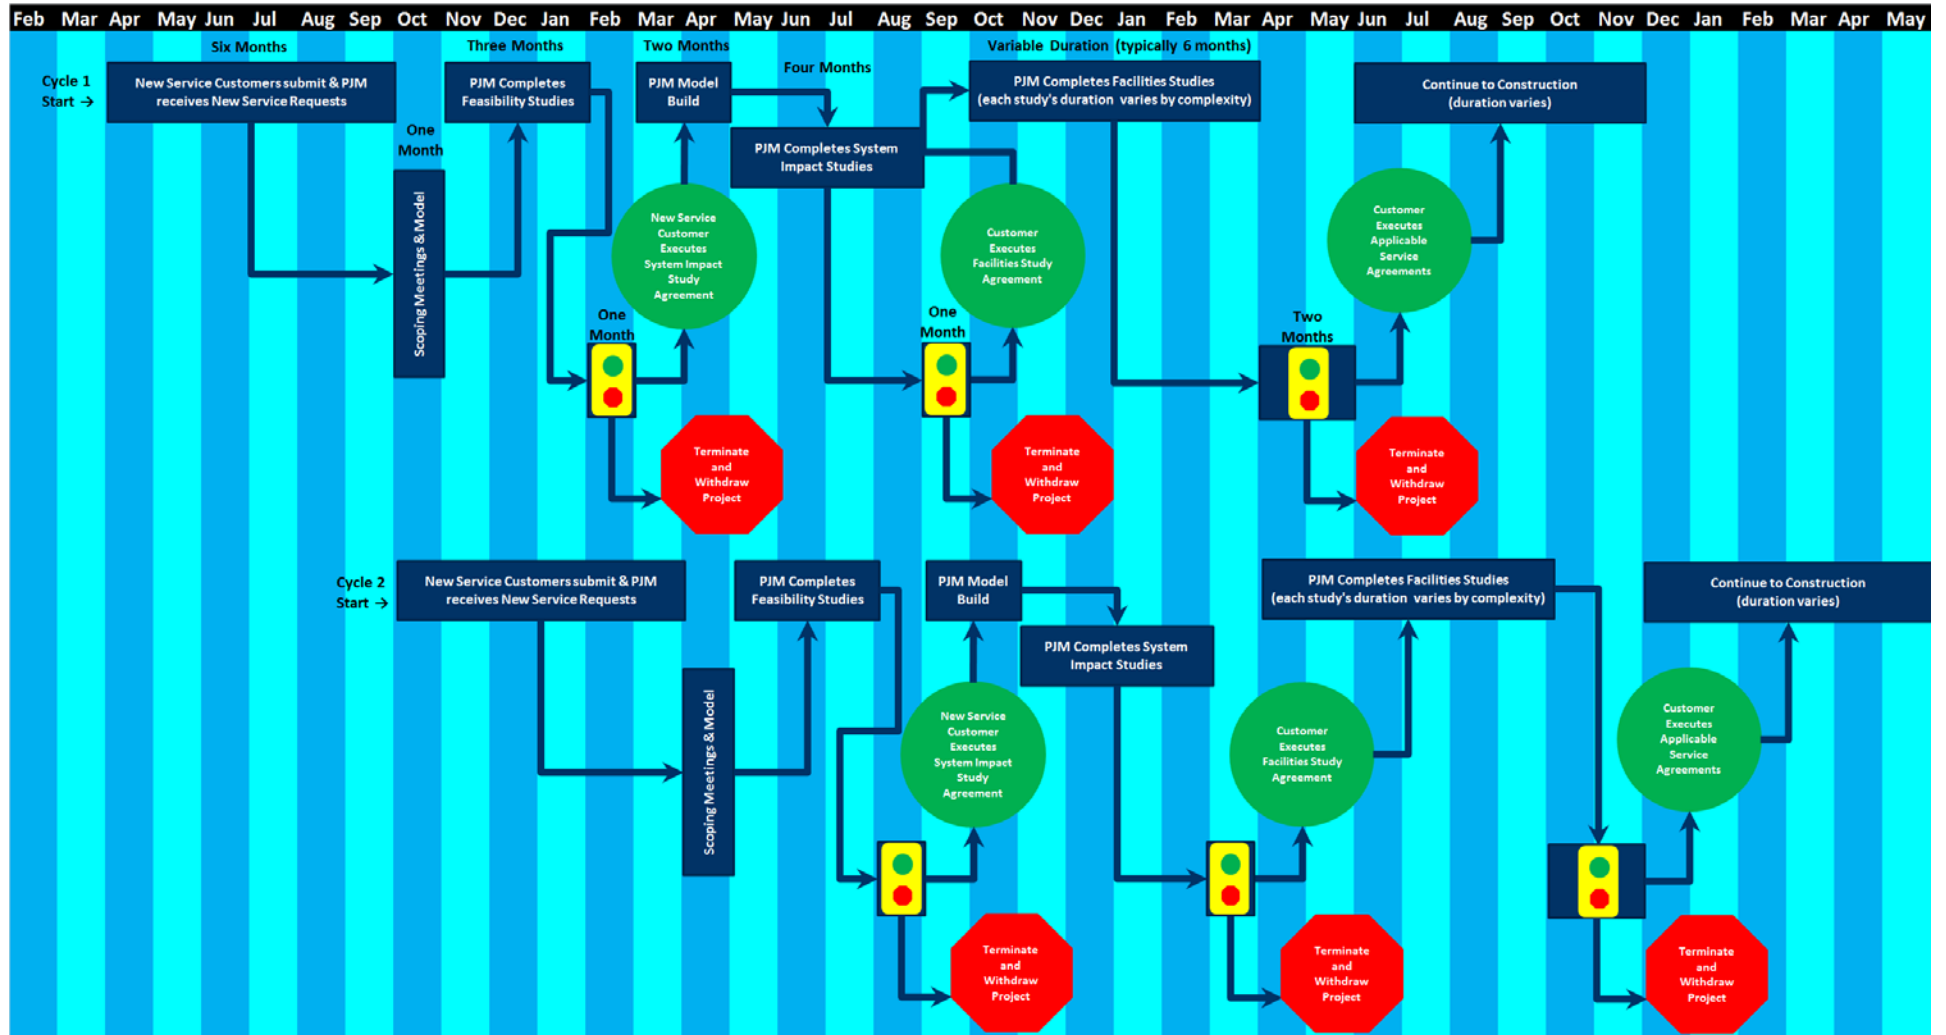 Feb Mar Apr May Jun Jul Aug Sep Oct Nov Dec Jan Feb Mar Apr May Jun Jul Aug Sep Oct Nov Dec Jan Feb Mar Apr May Jun Jul Aug Sep Oct Nov Dec Jan Feb Mar Apr May
Six Months
Three Months
Two Months
Four Months
Variable Duration (typically 6 months)
Cycle 1
Start →
New Service Customers submit & PJM
receives New Service Requests
One
Month
Scoping Meetings & Model
PJM Completes
Feasibility Studies
One
Month
New Service
Customer
Executes
System Impact
Study
Agreement
Terminate
and
Withdraw
Project
PJM Model
Build
PJM Completes System
Impact Studies
One
Month
Customer
Executes
Facilities Study
Agreement
Terminate
and
Withdraw
Project
PJM Completes Facilities Studies
(each study's duration varies by complexity)
Two
Months
Customer
Executes
Applicable
Service
Agreements
Terminate
and
Withdraw
Project
Continue to Construction
(duration varies)
Cycle 2
Start →
New Service Customers submit & PJM
receives New Service Requests
Scoping Meetings & Model
PJM Completes
Feasibility Studies
New Service
Customer
Executes
System Impact
Study
Agreement
Terminate
and
Withdraw
Project
PJM Model
Build
PJM Completes System
Impact Studies
Customer
Executes
Facilities Study
Agreement
Terminate
and
Withdraw
Project
PJM Completes Facilities Studies
(each study's duration varies by complexity)
Customer
Executes
Applicable
Service
Agreements
Terminate
and
Withdraw
Project
Continue to Construction
(duration varies)